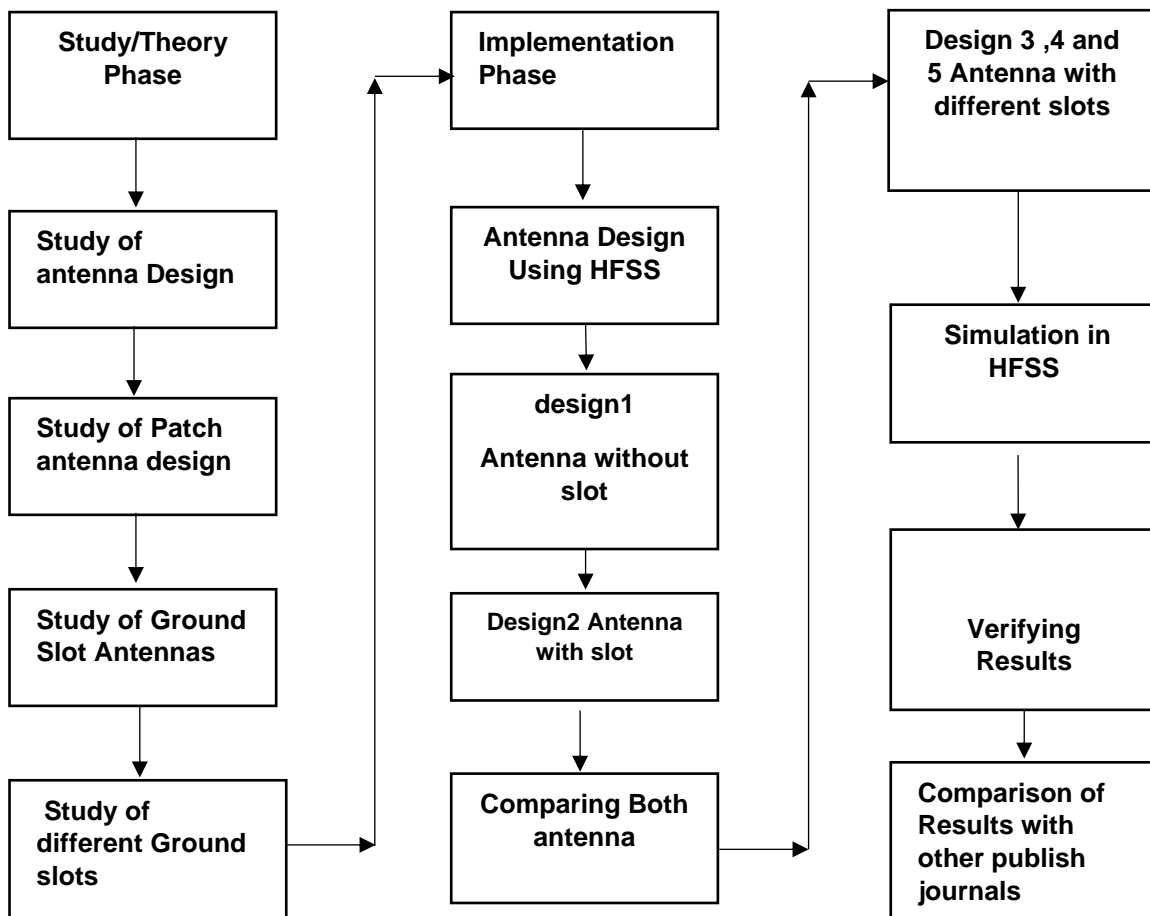 Study/Theory
Phase
Study of
antenna Design
Study of Patch
antenna design
Study of Ground
Slot Antennas
Study of
different Ground
slots
Implementation
Phase
Antenna Design
Using HFSS
design1
Antenna without
slot
Design2 Antenna
with slot
Comparing Both
antenna
Design 3 ,4 and
5 Antenna with
different slots
Simulation in
HFSS
Verifying
Results
Comparison of
Results with
other publish
journals